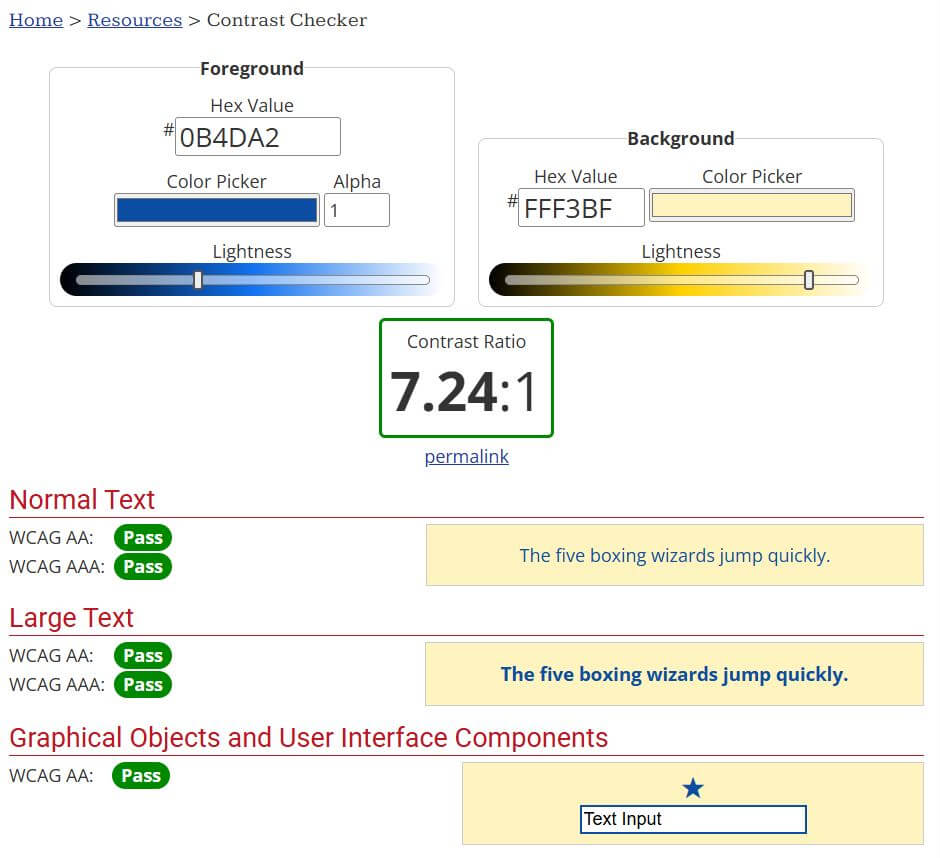 Home > Resources > Contrast Checker
Foreground
Hex Value
#0B4DA2
Color Picker Alpha
1
Lightness
Background
Hex Value Color Picker
#FFF3BF
Lightness
Contrast Ratio
7.24:1
permalink
Normal Text
WCAG AA: Pass
WCAG AAA: Pass
The five boxing wizards jump quickly.
Large Text
WCAG AA: Pass
WCAG AAA: Pass
The five boxing wizards jump quickly.
Graphical Objects and User Interface Components
WCAG AA: Pass
Text Input